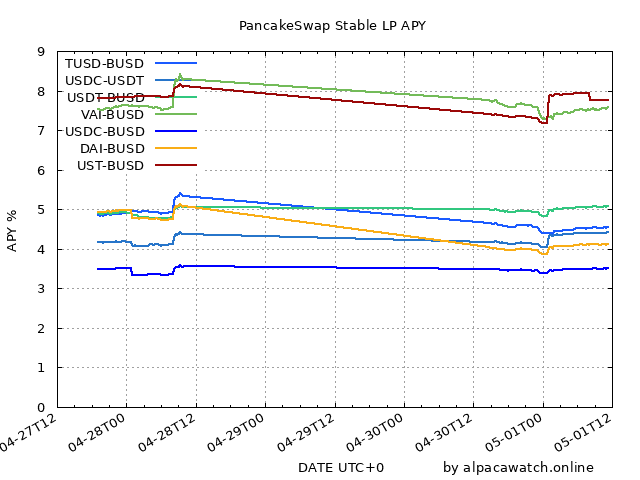 PancakeSwap Stable LP APY
9
8
7
6
5
4
3
2
1
0
APY %
TUSD-BUSD
USDC-USDT
USDT-BUSD
VAI-BUSD
USDC-BUSD
DAI-BUSD
UST-BUSD
04-27T12
04-28T00
04-28T12
04-29T00
04-29T12
04-30T00
04-30T12
05-01T00
05-01T12
DATE UTC+0
by alpacawatch.online